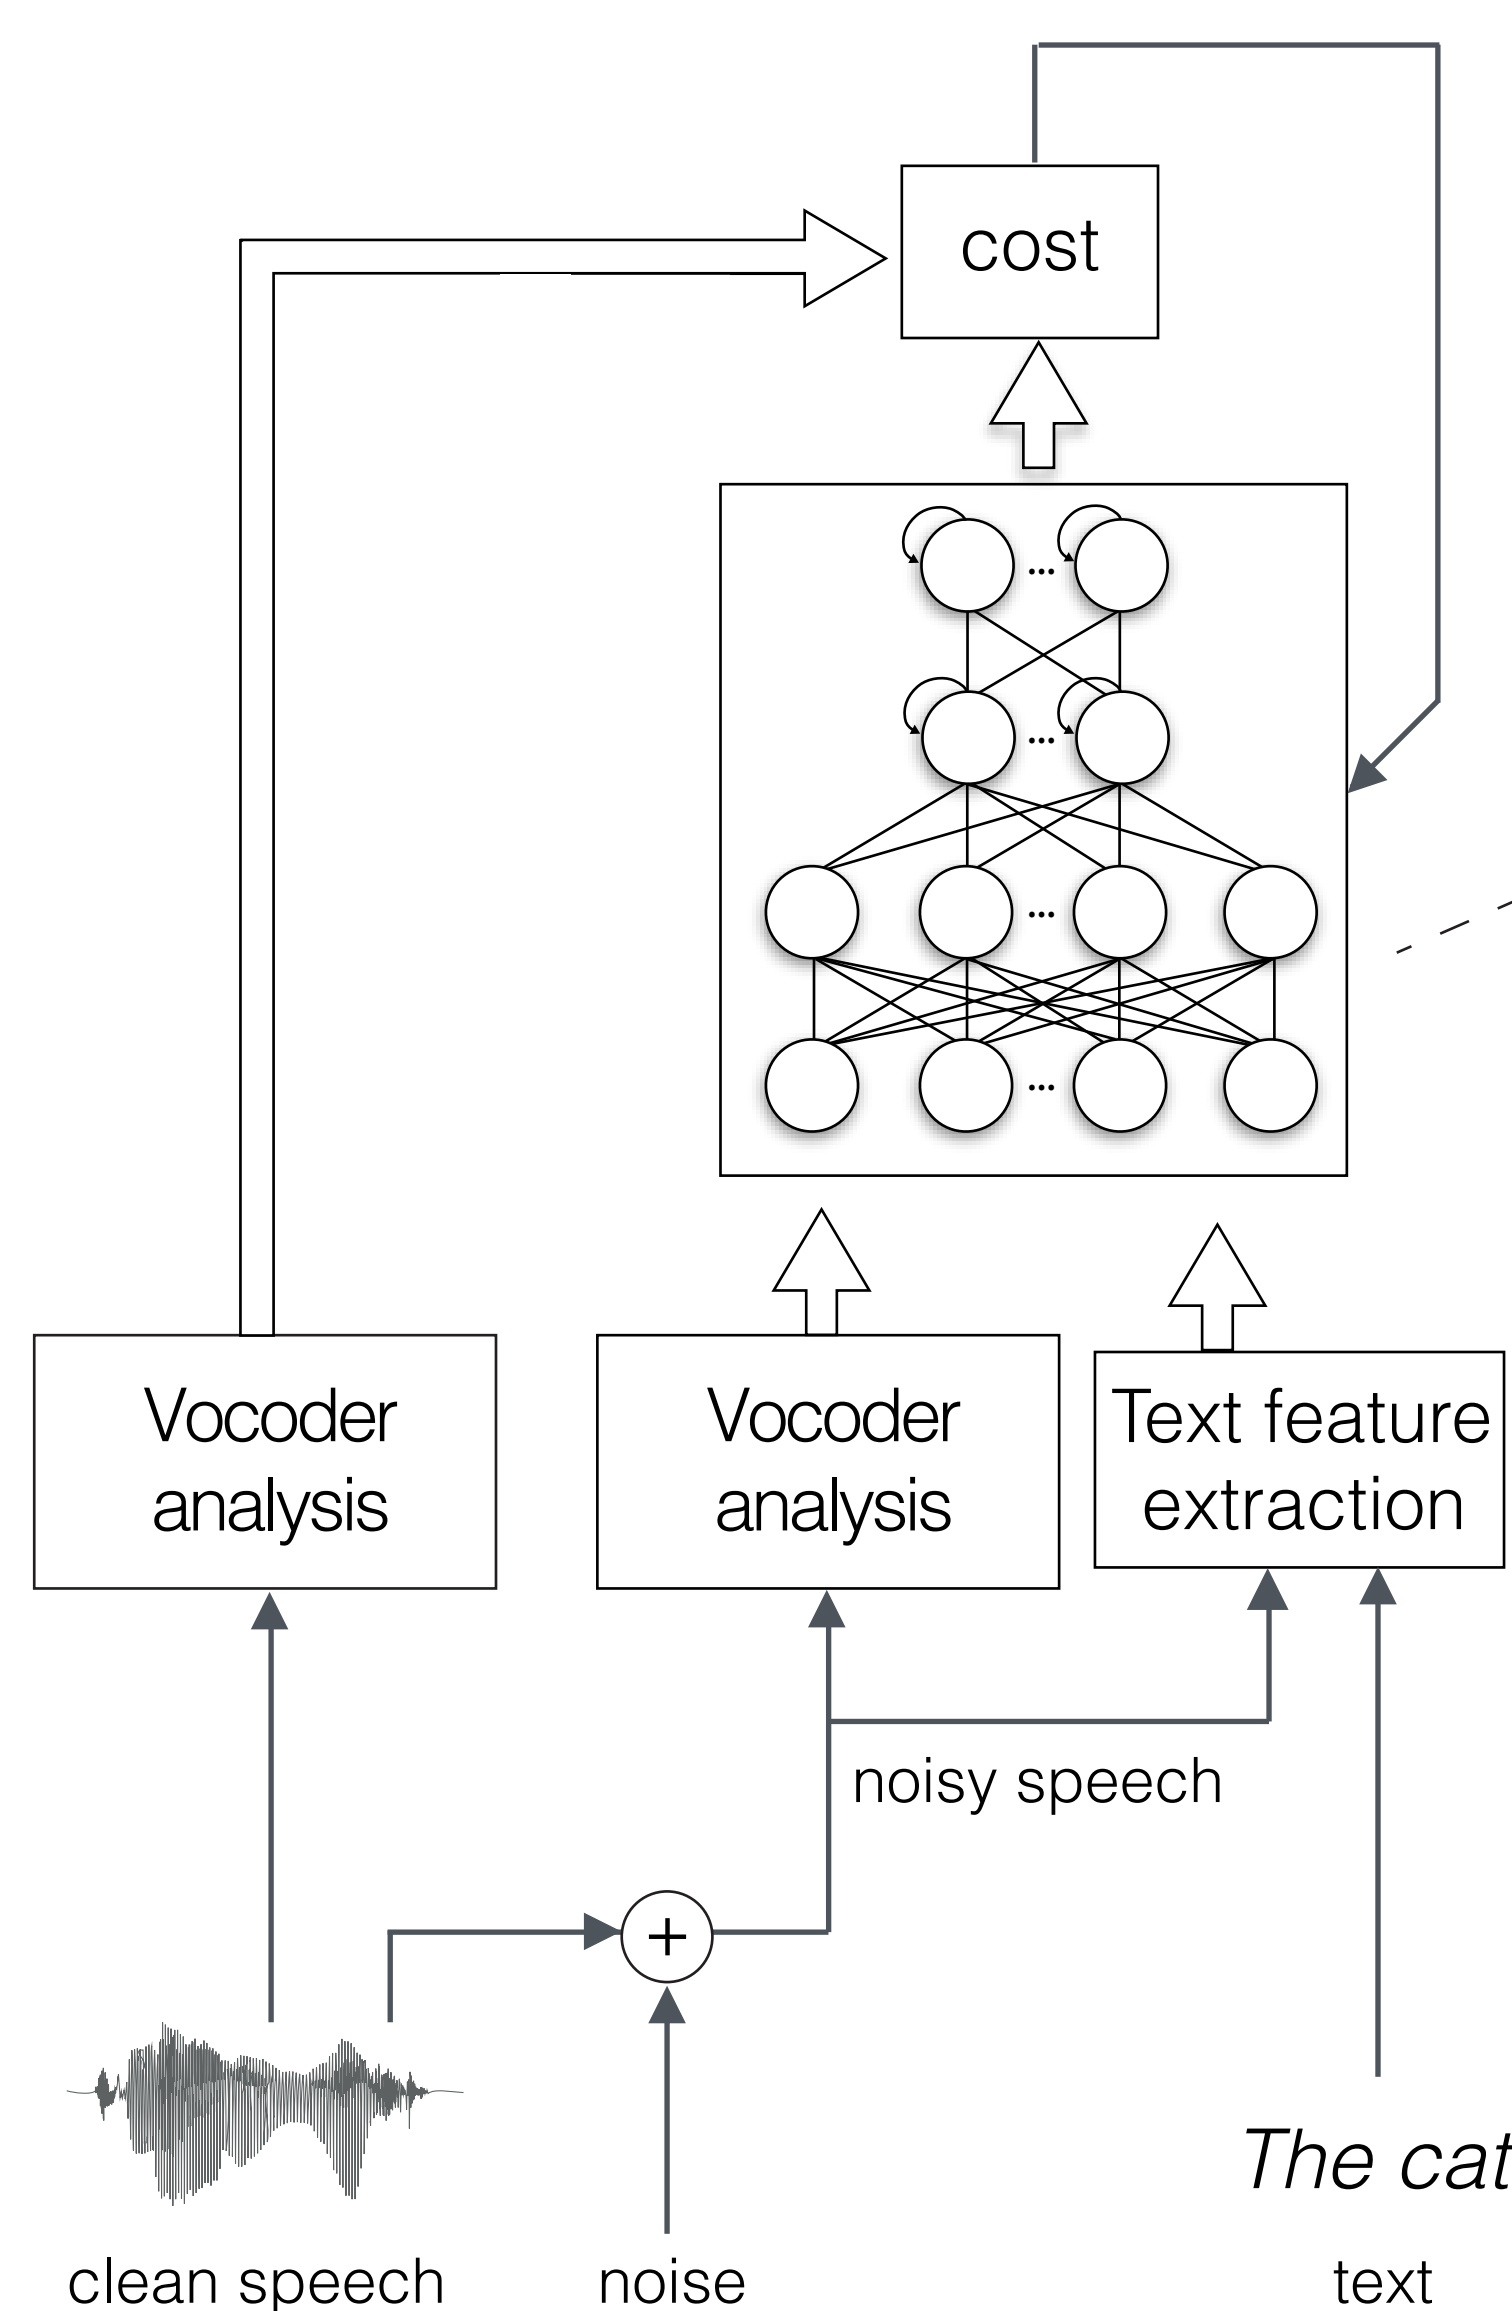 cost
...
...
...
...
Vocoder
analysis
Vocoder
analysis
Text feature
extraction
noisy speech
+
The cat
clean speech
noise
text